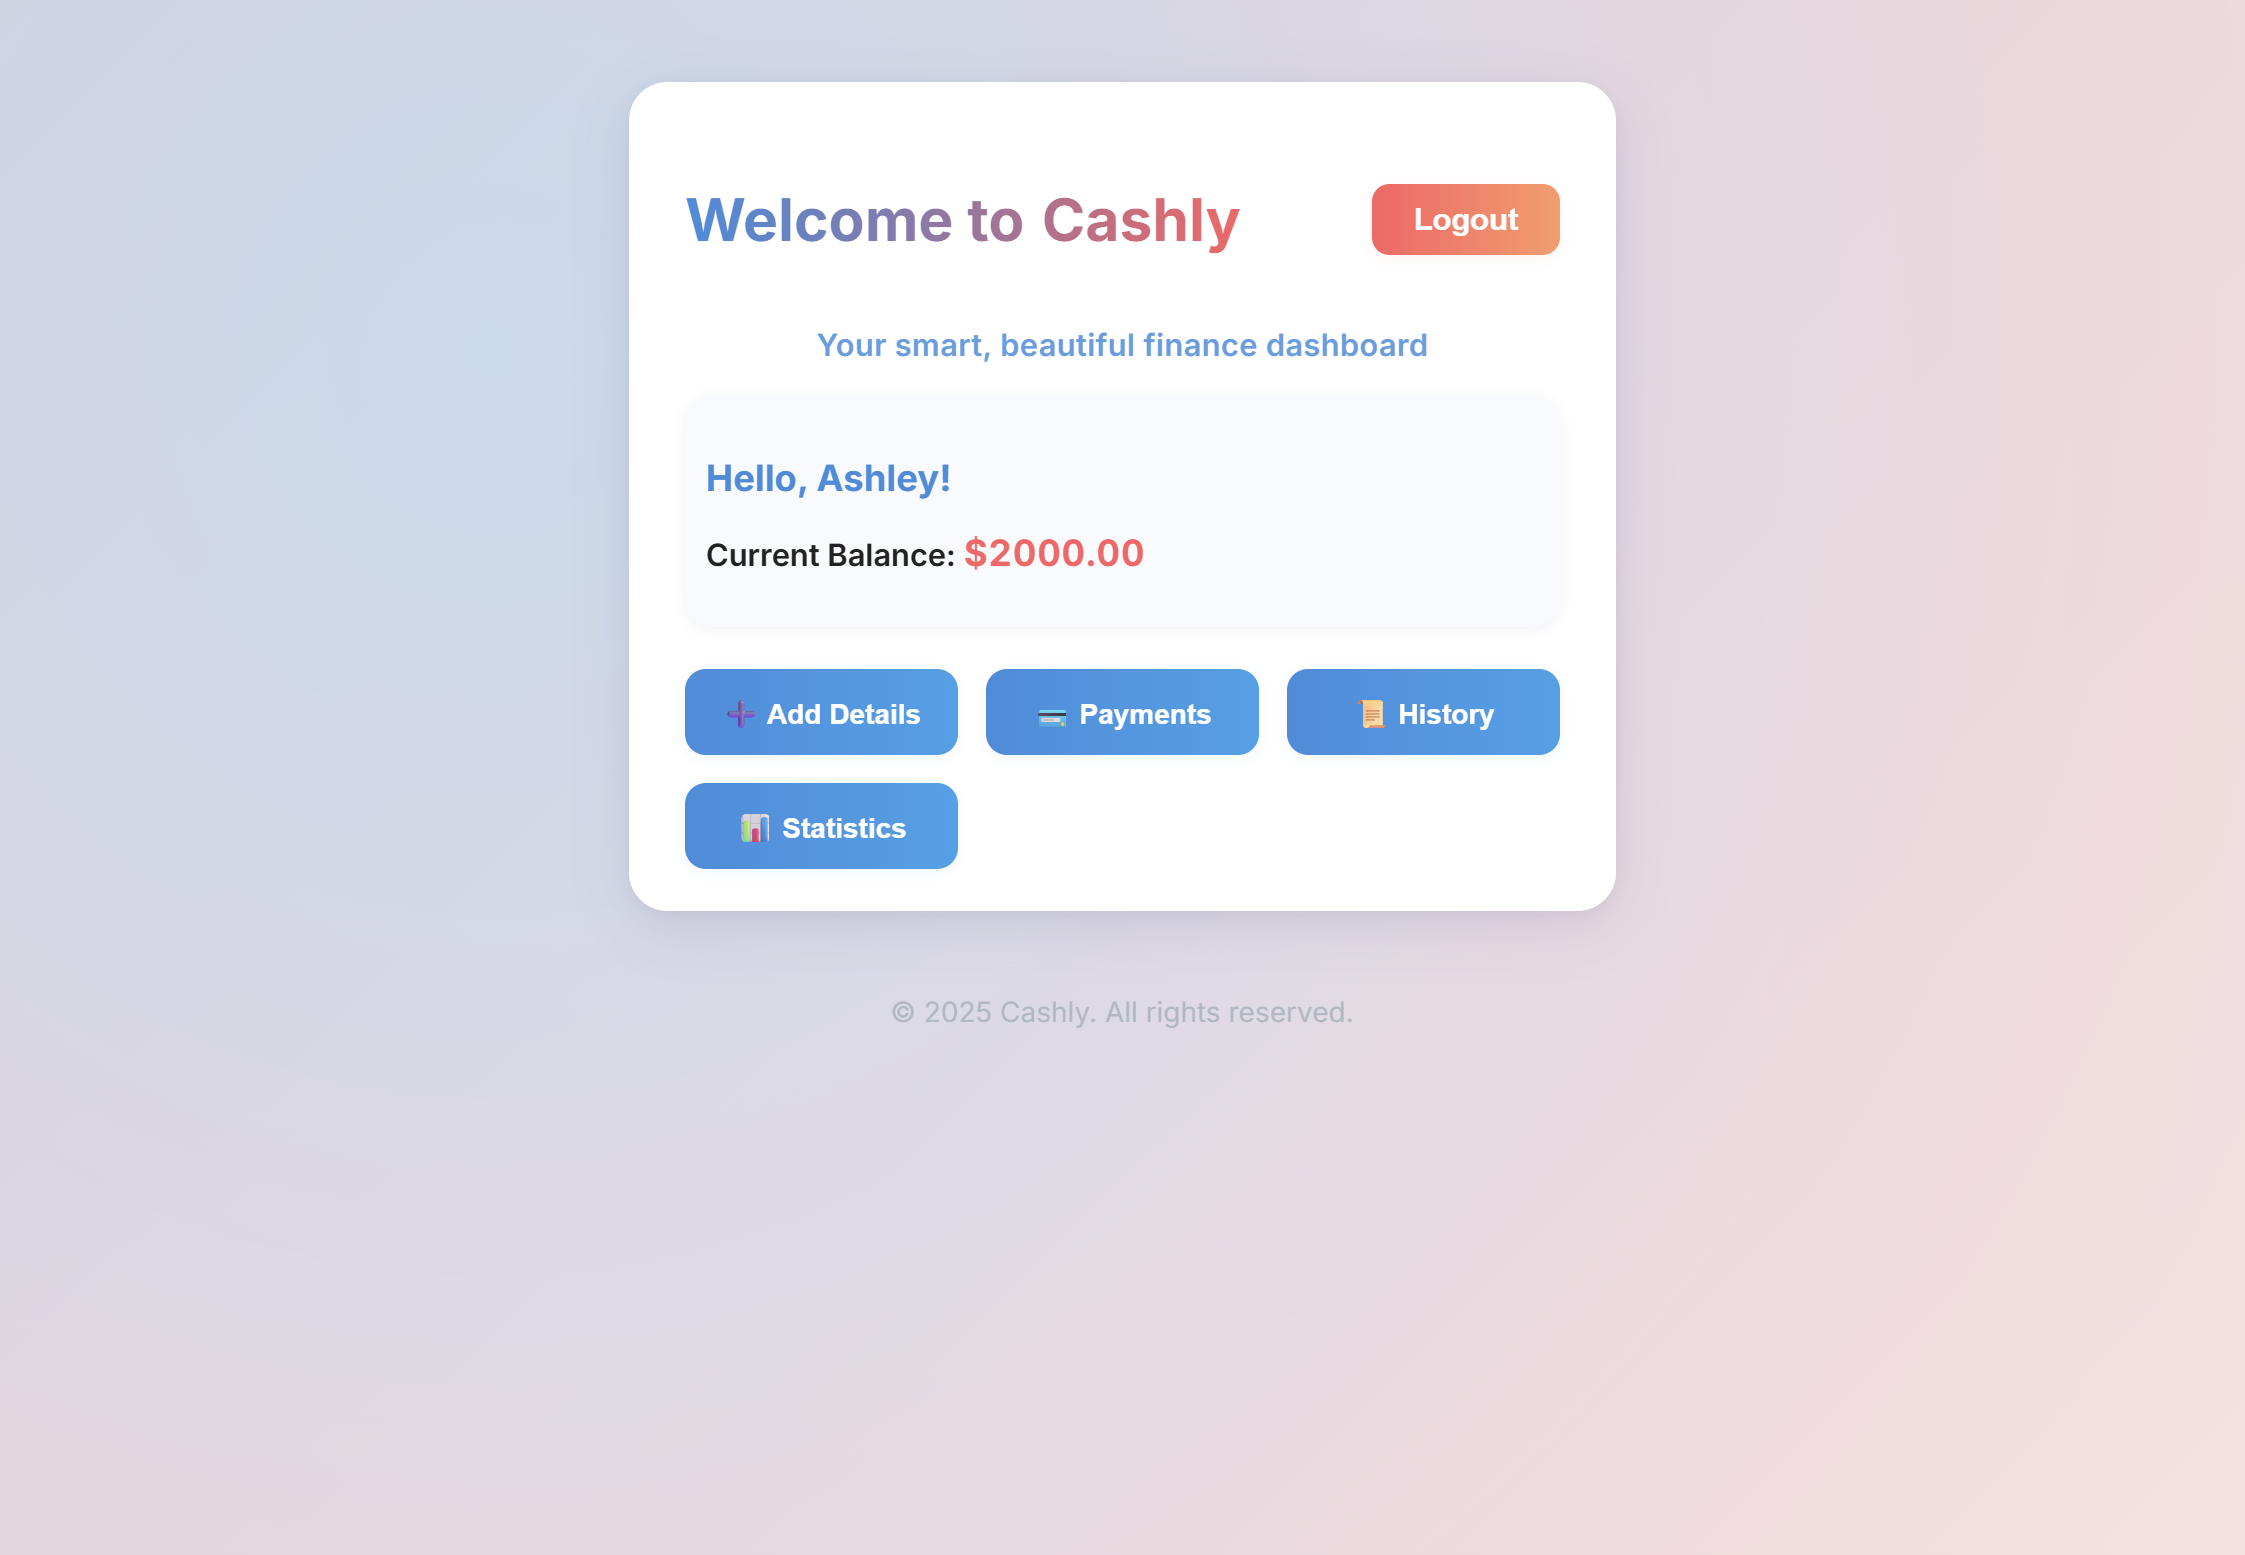 Welcome to Cashly
Logout
Your smart, beautiful finance dashboard
Hello, Ashley!
Current Balance: $2000.00
➕ Add Details
💳 Payments
📜 History
📊 Statistics
© 2025 Cashly. All rights reserved.